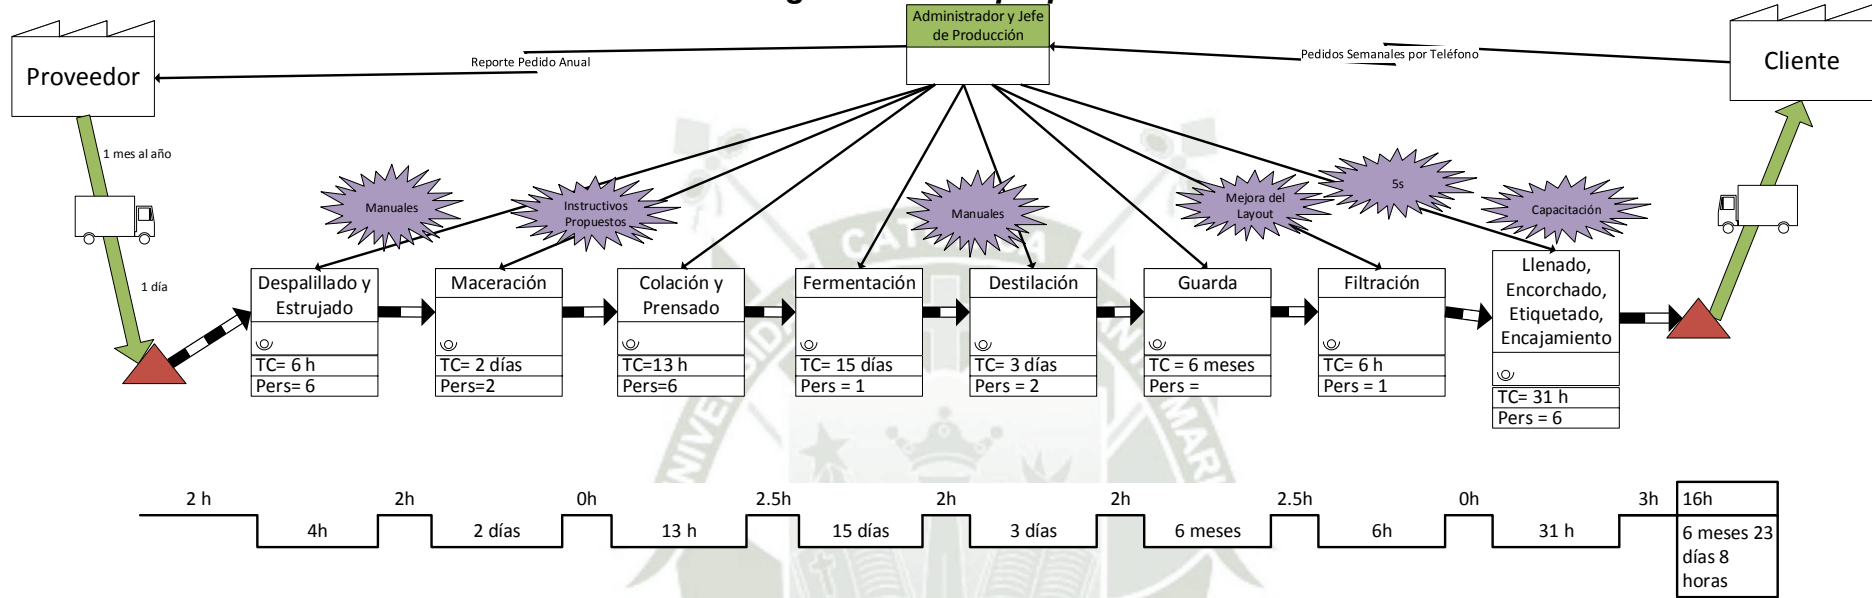 Administrador y Jefe
de Producción
Proveedor
Reporte Pedido Anual
Pedidos Semanales por Teléfono
Cliente
1 mes al año
1 día
Manuales
Instructivos
Propuestos
Manuales
Mejora del
Layout
5s
Capacitación
Despalillado y
Estrujado
TC= 6 h
Pers= 6
Maceración
TC= 2 días
Pers=2
Colación y
Prensado
TC=13 h
Pers=6
Fermentación
TC= 15 días
Pers = 1
Destilación
TC= 3 días
Pers = 2
Guarda
TC = 6 meses
Pers =
Filtración
TC= 6 h
Pers = 1
Llenado,
Encorchado,
Etiquetado,
Encajamiento
TC= 31 h
Pers = 6
2 h
2h
0h
2.5h
2h
2h
2.5h
0h
3h
16h
4h
2 días
13 h
15 días
3 días
6 meses
6h
31 h
6 meses 23
días 8
horas